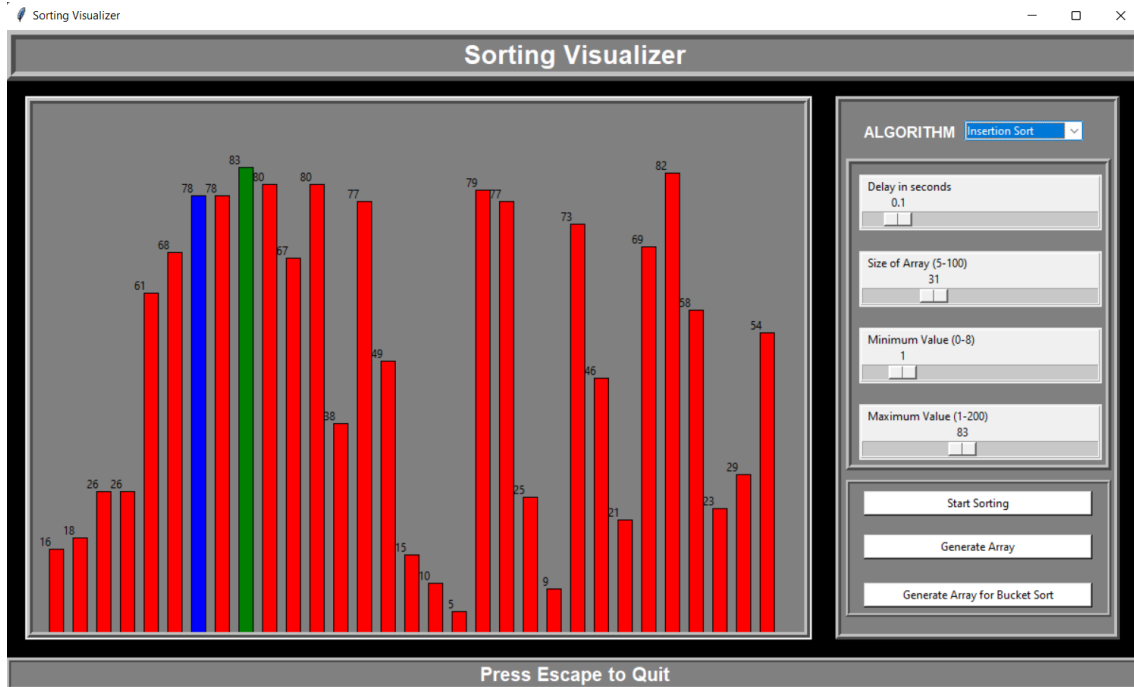 Sorting Visualizer
Sorting Visualizer
ALGORITHM Insertion Sort
Delay in seconds
0.1
Size of Array (5-100)
31
Minimum Value (0-8)
1
Maximum Value (1-200)
83
Start Sorting
Generate Array
Generate Array for Bucket Sort
16 18 26 26 61 68 78 78 83 80 67 80 38 77 49 15 10 5 79 77 25 9 73 46 21 69 82 58 23 29 54
Press Escape to Quit